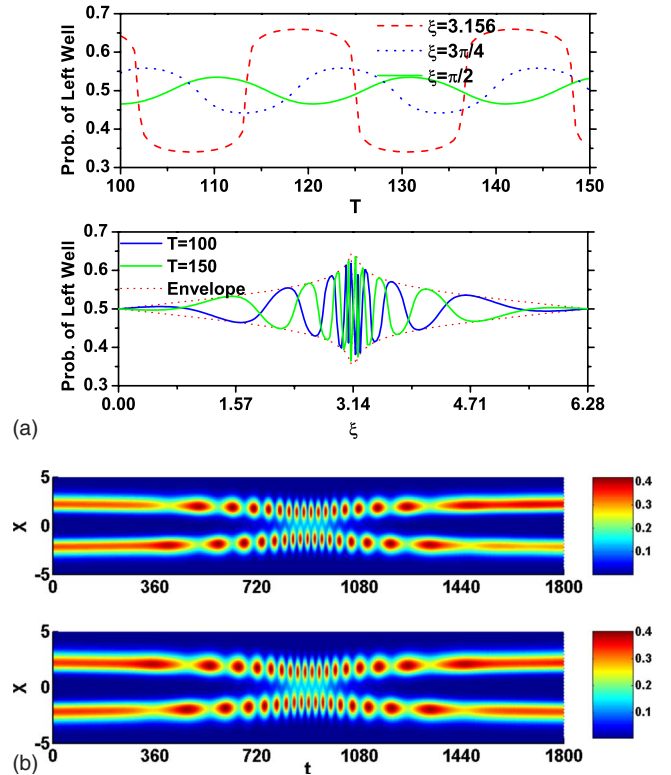 Prob. of Left Well
0.7
0.6
0.5
0.4
0.3
ξ=3.156
ξ=3π/4
ξ=π/2
100 110 120 130 140 150
T
Prob. of Left Well
0.7
0.6
0.5
0.4
0.3
T=100
T=150
Envelope
0.00 1.57 3.14 4.71 6.28
ξ
(a)
X
5
0
-5
0 360 720 1080 1440 1800
0.4
0.3
0.2
0.1
X
5
0
-5
0 360 720 1080 1440 1800
t
0.4
0.3
0.2
0.1
(b)